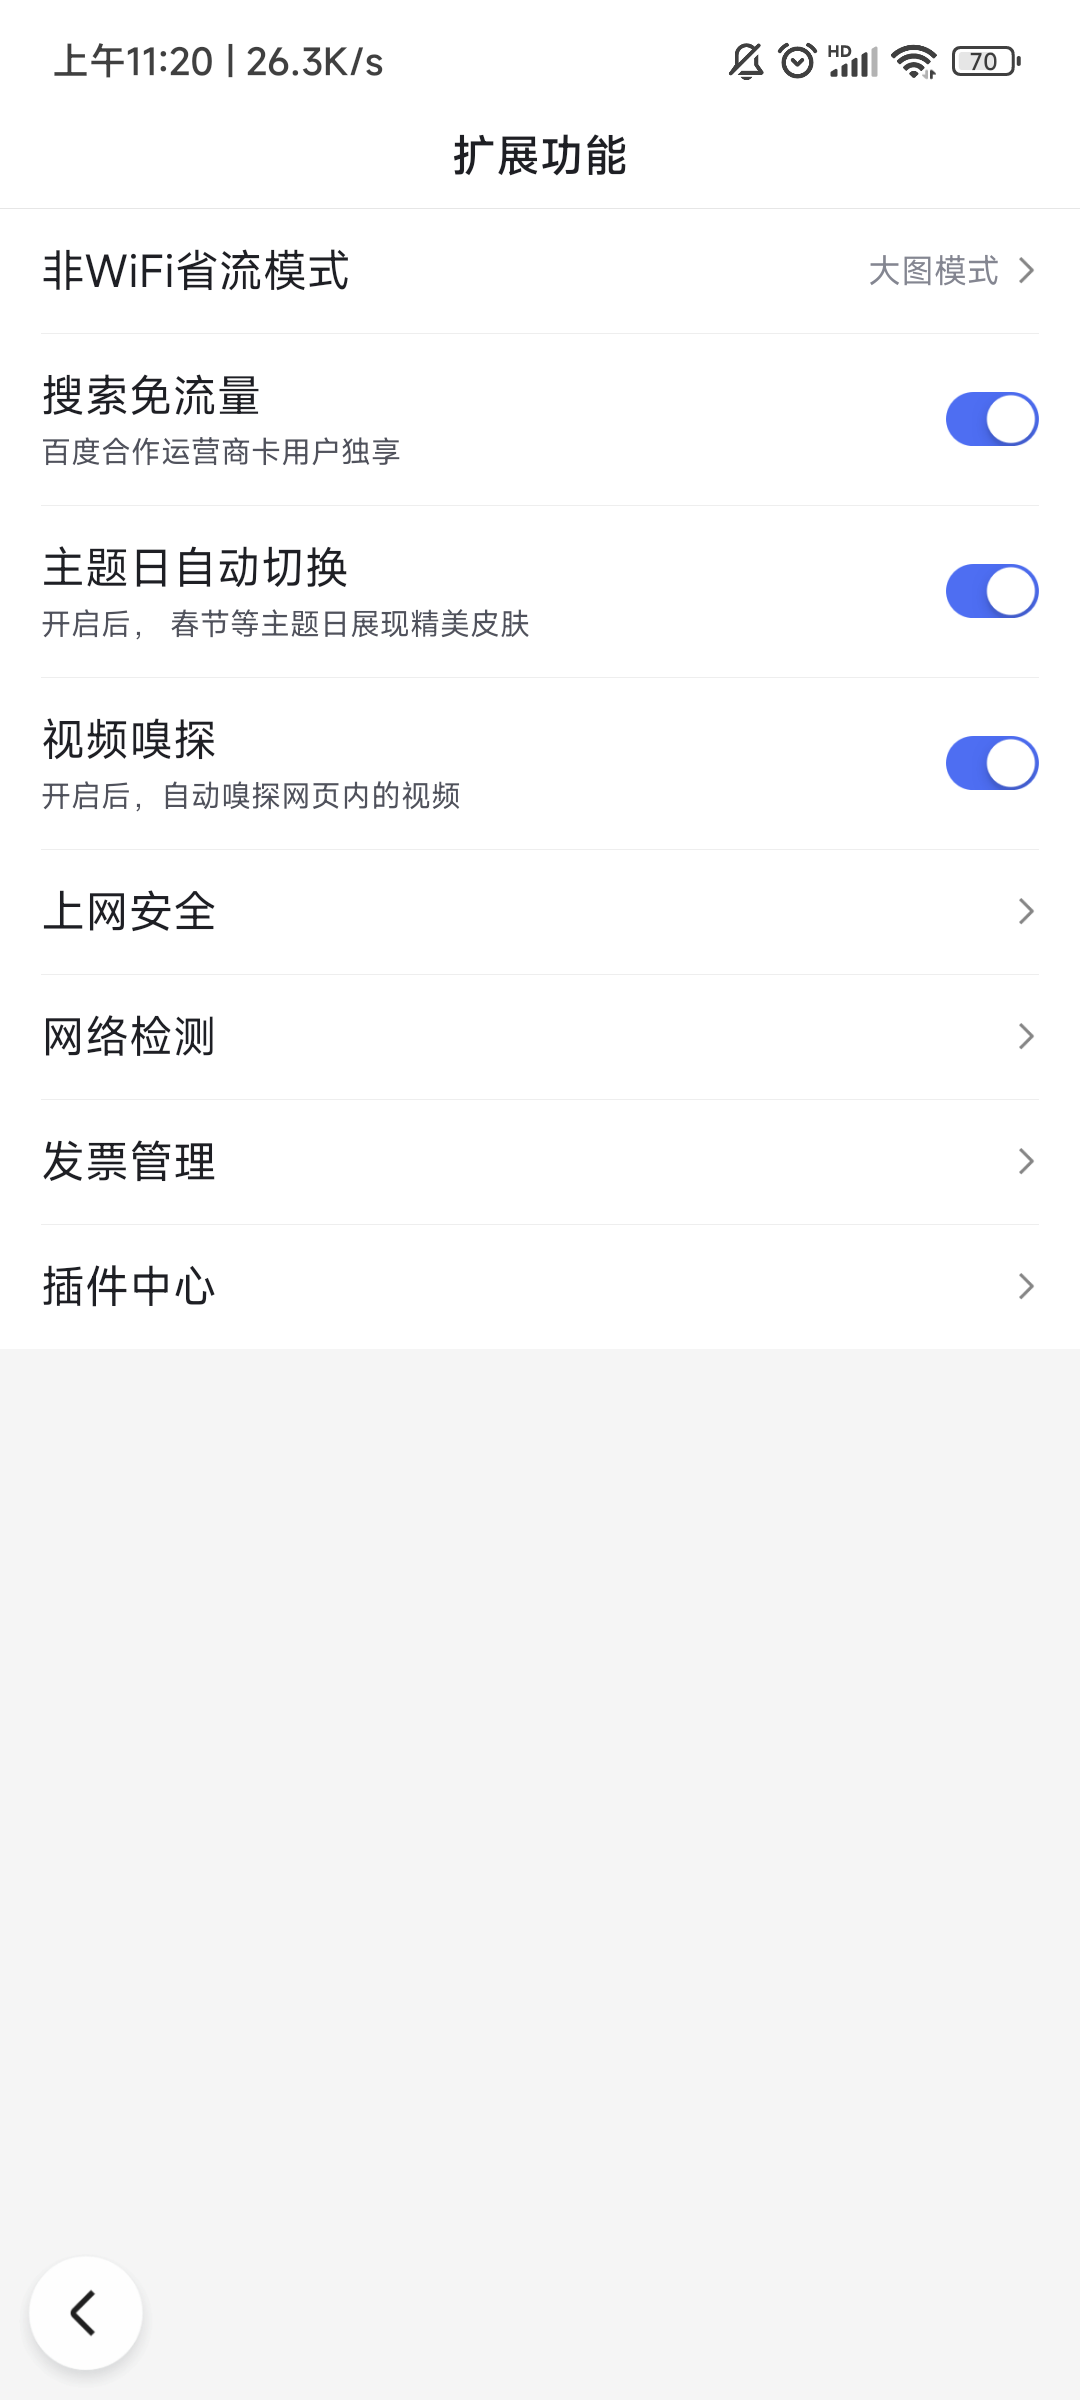 上午11:20 | 26.3K/s
HD
70
扩展功能
非WiFi省流模式
大图模式
搜索免流量
百度合作运营商卡用户独享
主题日自动切换
开启后， 春节等主题日展现精美皮肤
视频嗅探
开启后，自动嗅探网页内的视频
上网安全
网络检测
发票管理
插件中心